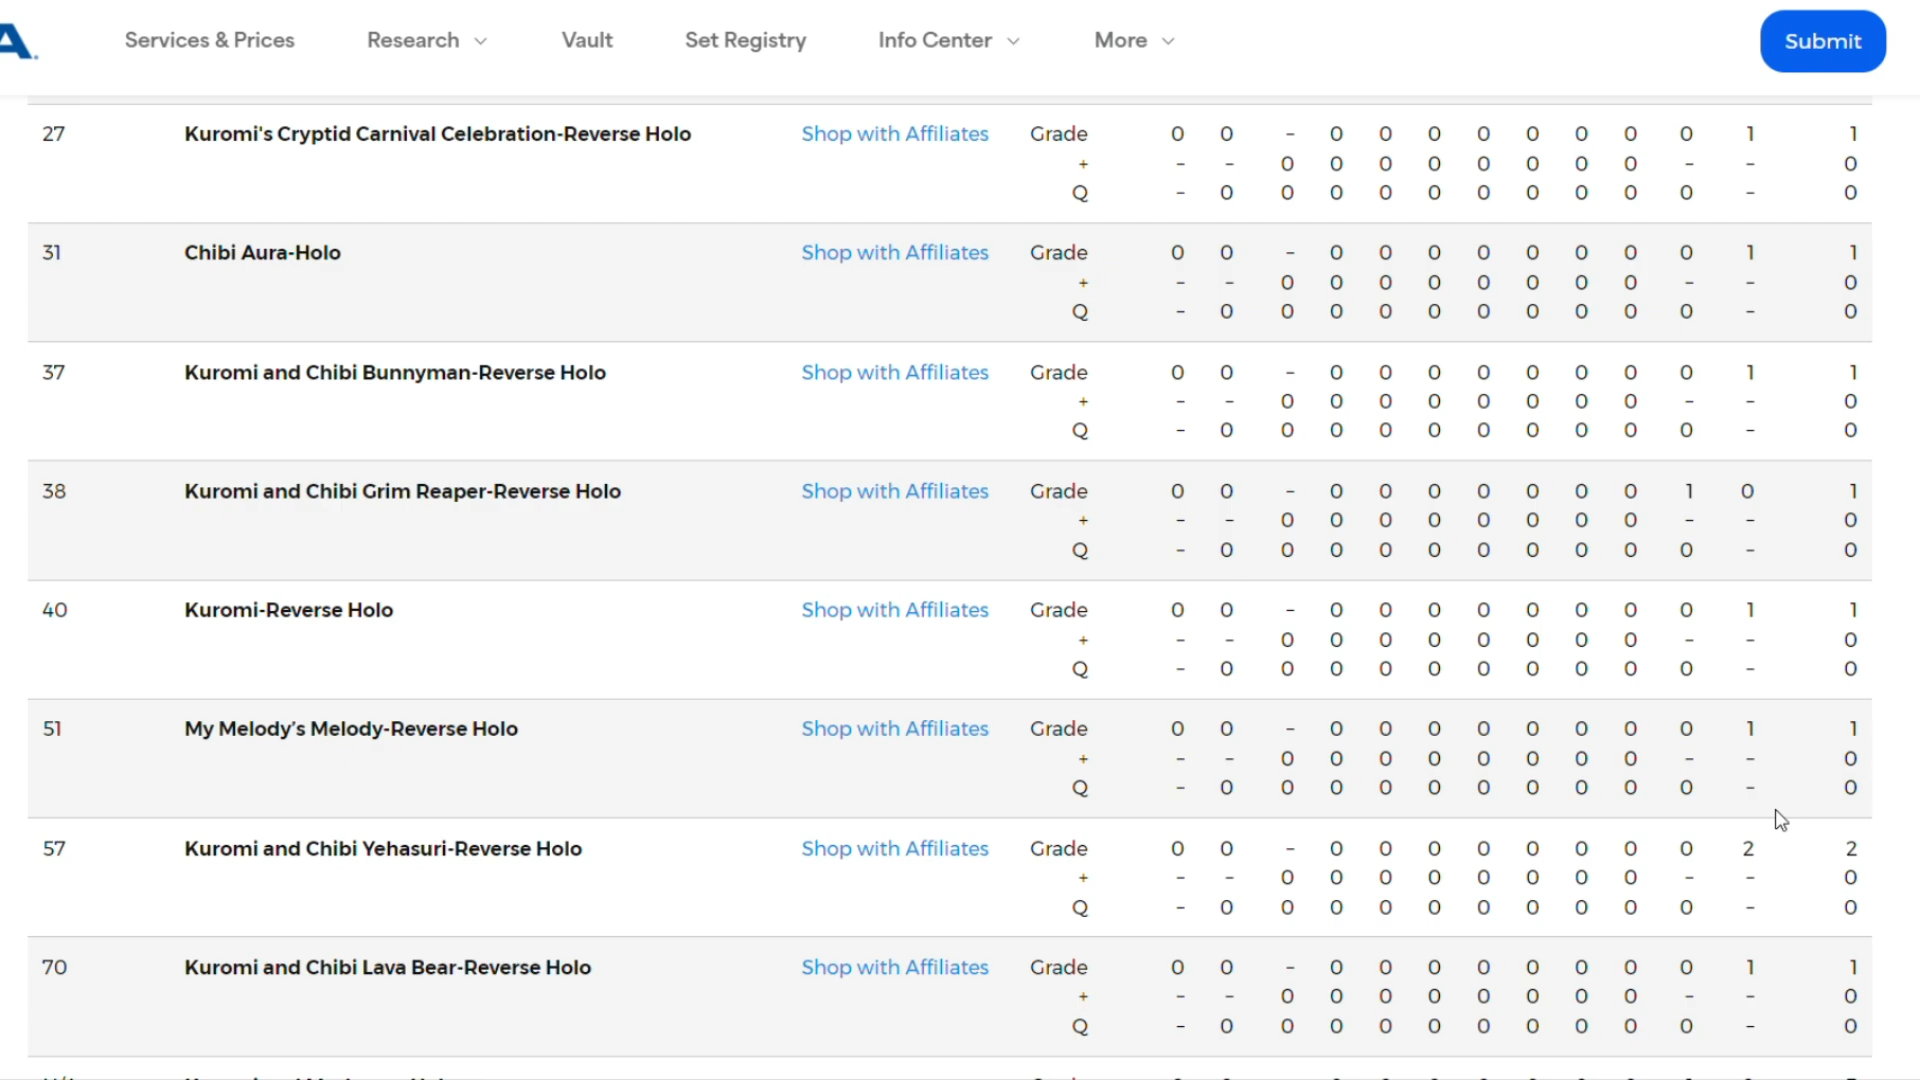 A.
Services & Prices Research Vault Set Registry Info Center More Submit
27 Kuromi's Cryptid Carnival Celebration-Reverse Holo Shop with Affiliates Grade 0 0 - 0 0 0 0 0 0 0 0 1 1
+ - - 0 0 0 0 0 0 0 0 - - 0
Q - 0 0 0 0 0 0 0 0 0 0 - 0
31 Chibi Aura-Holo Shop with Affiliates Grade 0 0 - 0 0 0 0 0 0 0 0 1 1
+ - - 0 0 0 0 0 0 0 0 - - 0
Q - 0 0 0 0 0 0 0 0 0 0 - 0
37 Kuromi and Chibi Bunnyman-Reverse Holo Shop with Affiliates Grade 0 0 - 0 0 0 0 0 0 0 0 1 1
+ - - 0 0 0 0 0 0 0 0 - - 0
Q - 0 0 0 0 0 0 0 0 0 0 - 0
38 Kuromi and Chibi Grim Reaper-Reverse Holo Shop with Affiliates Grade 0 0 - 0 0 0 0 0 0 0 1 0 1
+ - - 0 0 0 0 0 0 0 0 - - 0
Q - 0 0 0 0 0 0 0 0 0 0 - 0
40 Kuromi-Reverse Holo Shop with Affiliates Grade 0 0 - 0 0 0 0 0 0 0 0 1 1
+ - - 0 0 0 0 0 0 0 0 - - 0
Q - 0 0 0 0 0 0 0 0 0 0 - 0
51 My Melody’s Melody-Reverse Holo Shop with Affiliates Grade 0 0 - 0 0 0 0 0 0 0 0 1 1
+ - - 0 0 0 0 0 0 0 0 - - 0
Q - 0 0 0 0 0 0 0 0 0 0 - 0
57 Kuromi and Chibi Yehasuri-Reverse Holo Shop with Affiliates Grade 0 0 - 0 0 0 0 0 0 0 0 2 2
+ - - 0 0 0 0 0 0 0 0 - - 0
Q - 0 0 0 0 0 0 0 0 0 0 - 0
70 Kuromi and Chibi Lava Bear-Reverse Holo Shop with Affiliates Grade 0 0 - 0 0 0 0 0 0 0 0 1 1
+ - - 0 0 0 0 0 0 0 0 - - 0
Q - 0 0 0 0 0 0 0 0 0 0 - 0